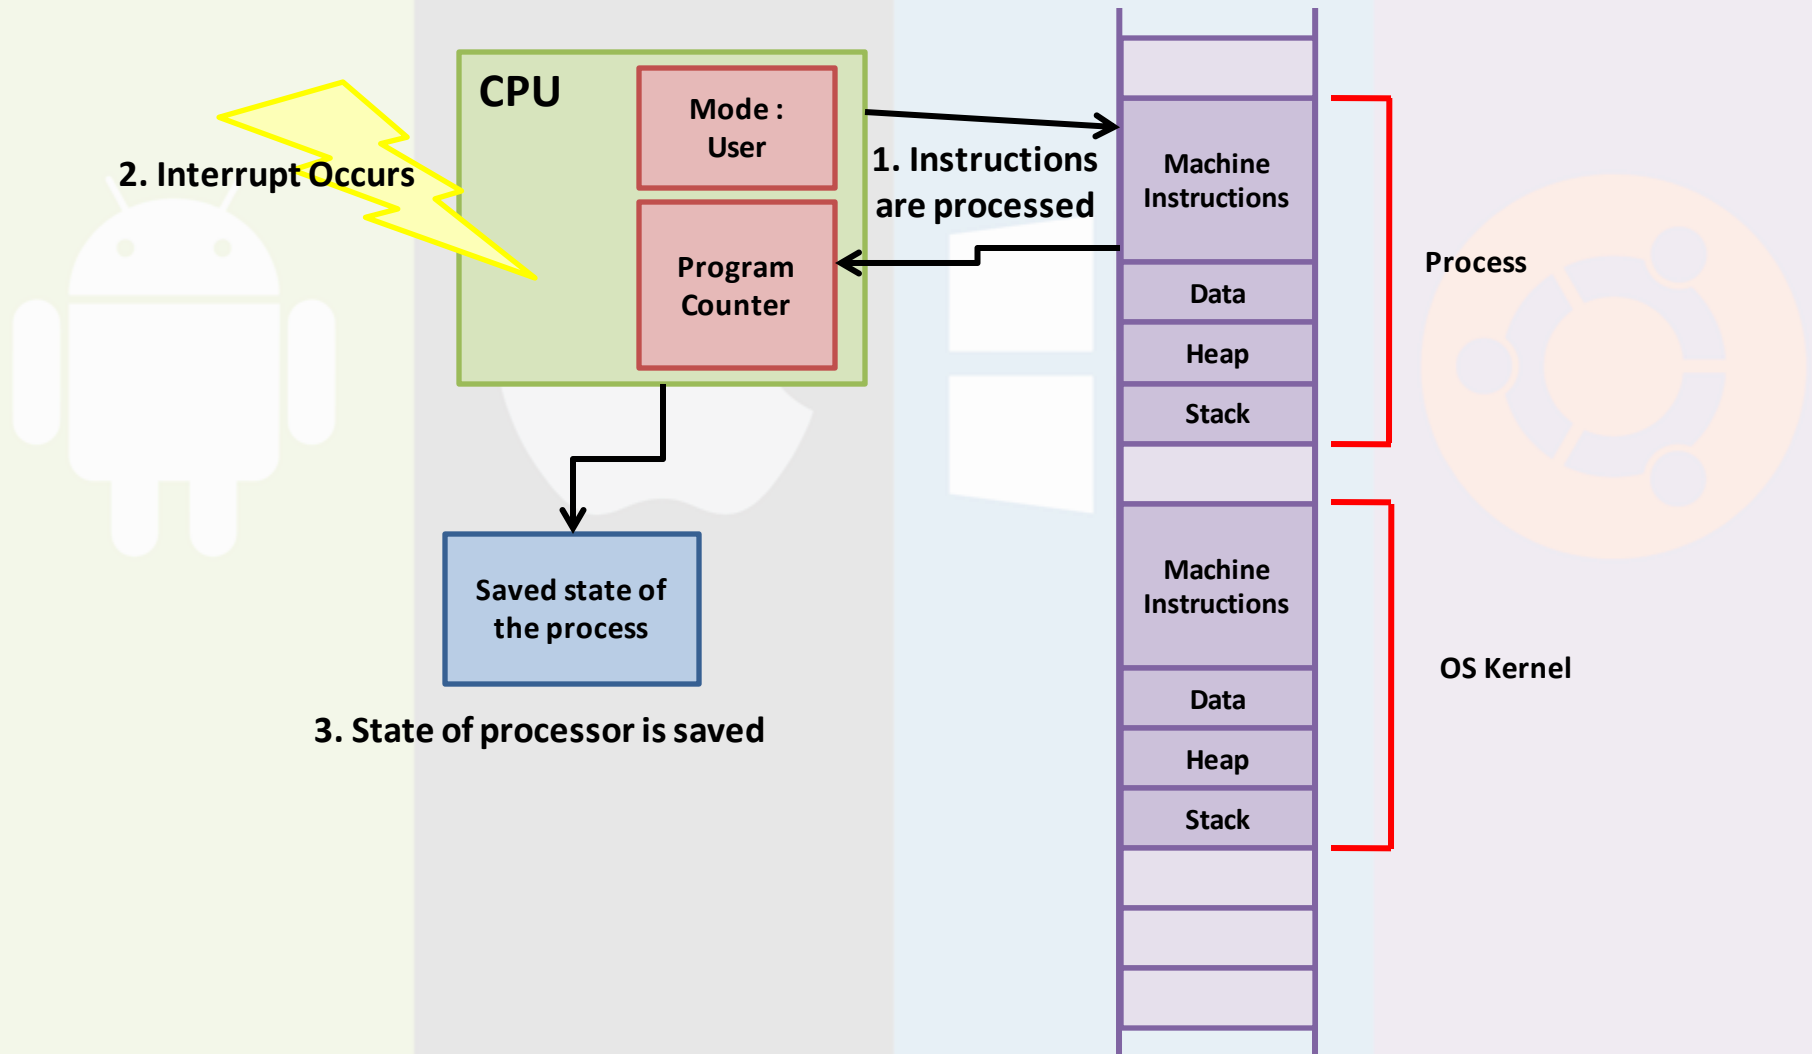 CPU
Mode :
User
2. Interrupt Occurs
1. Instructions
are processed
Program
Counter
Saved state of
the process
3. State of processor is saved
Machine
Instructions
Data
Heap
Stack
Process
Machine
Instructions
Data
Heap
Stack
OS Kernel